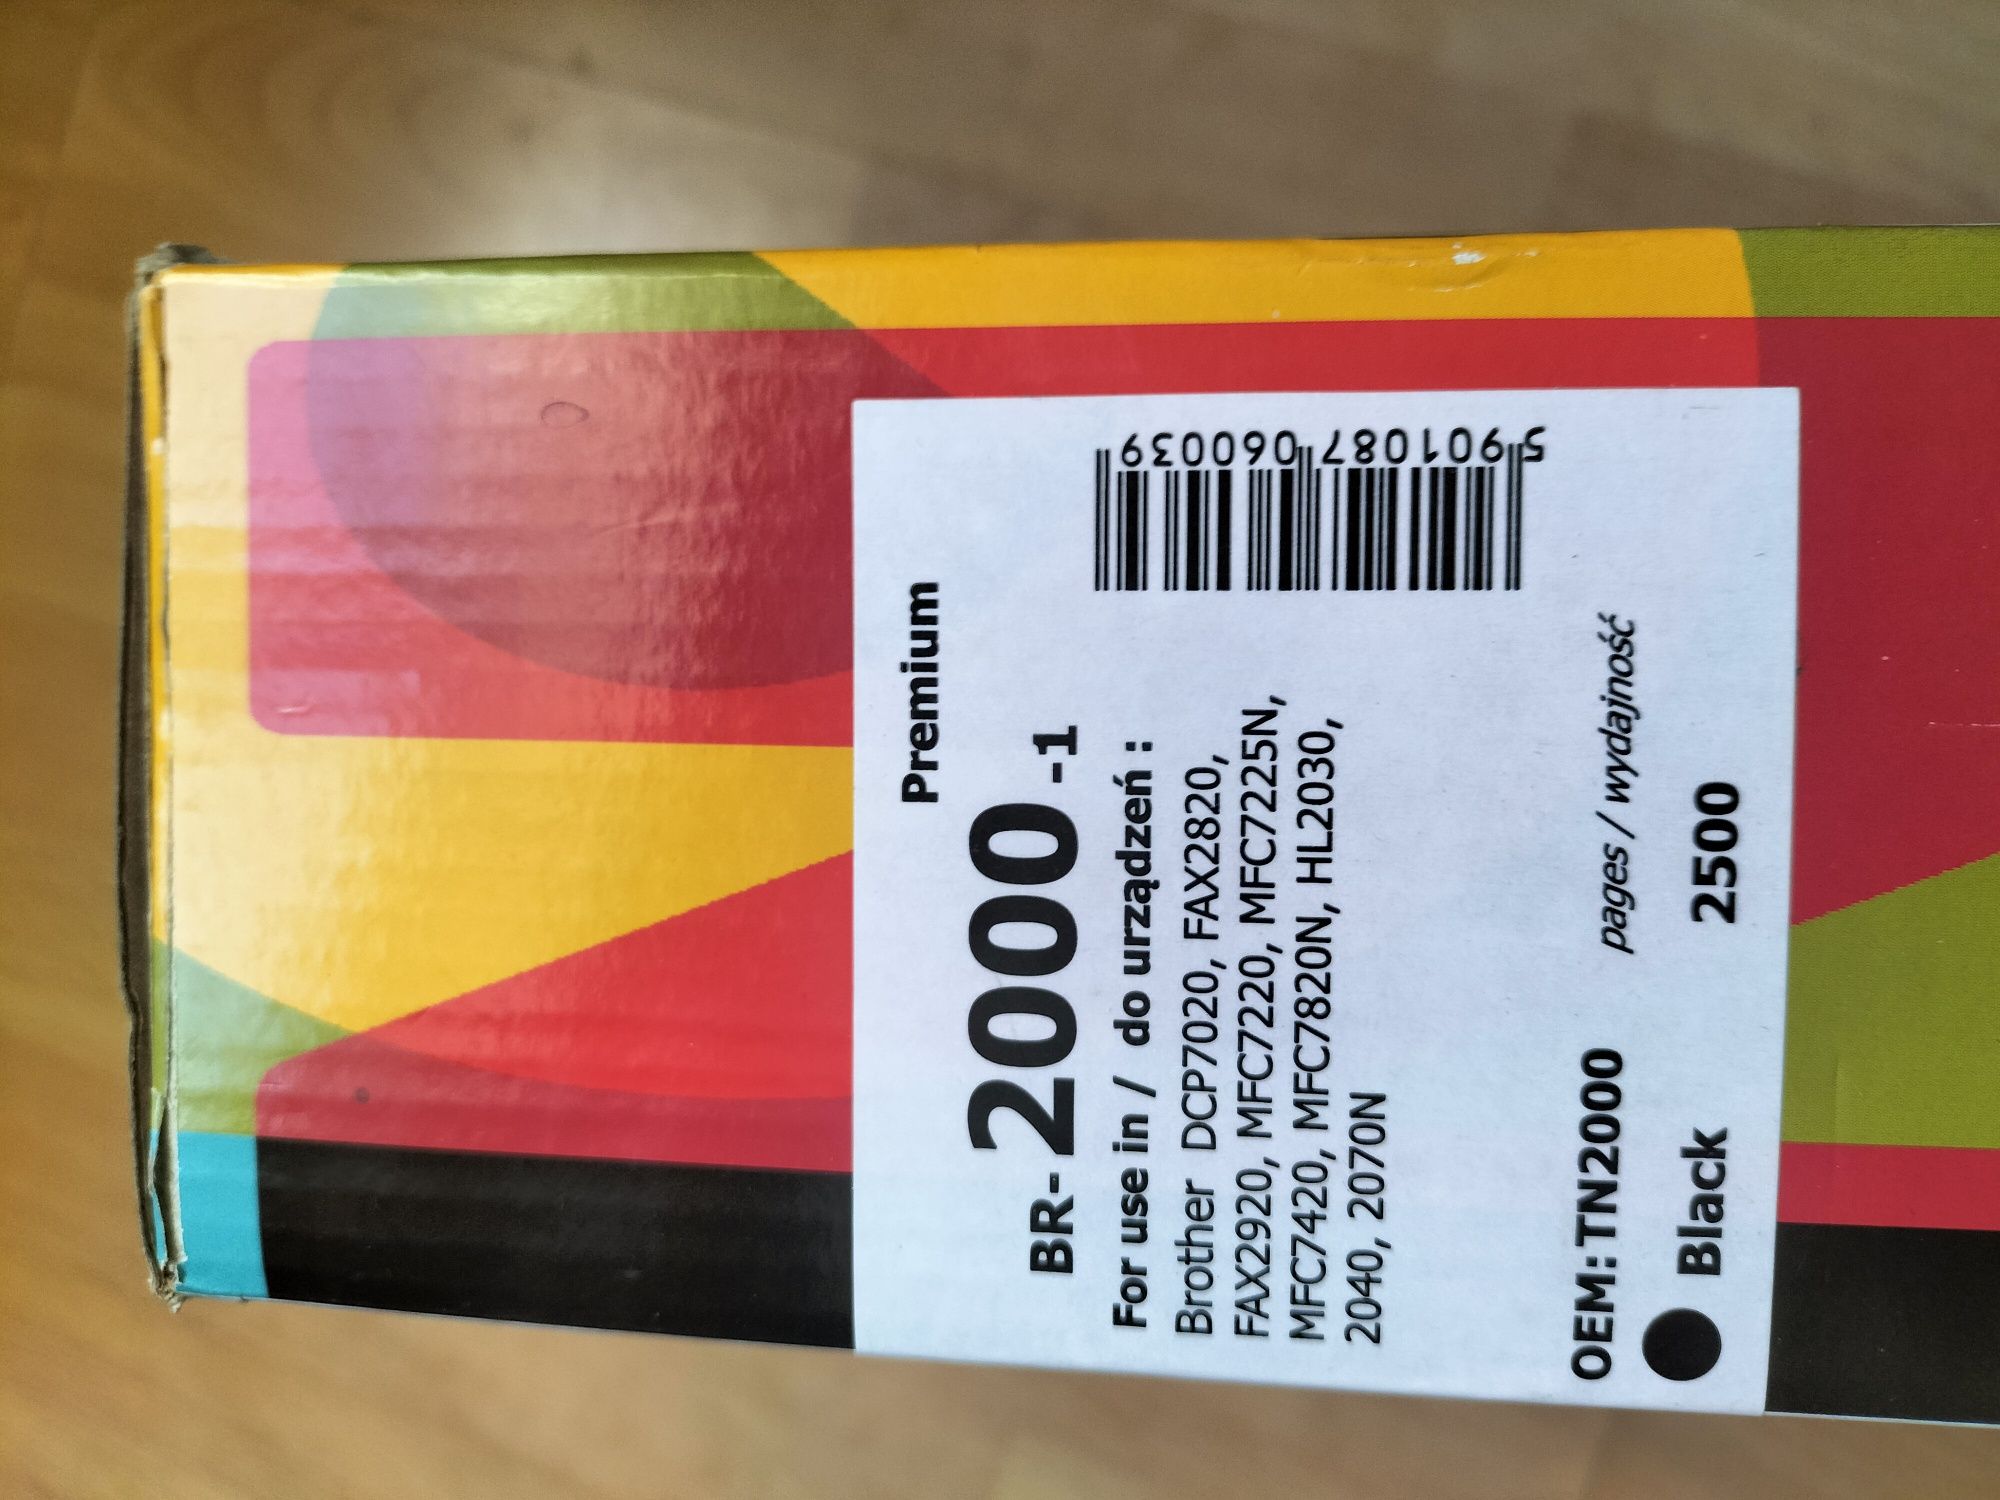 Premium
BR-2000-1
For use in / do urządzeń :
Brother DCP7020, FAX2820,
FAX2920, MFC7220, MFC7225N,
MFC7420, MFC7820N, HL2030,
2040, 2070N
5 901087 060039
OEM: TN2000
pages / wydajność
Black 2500